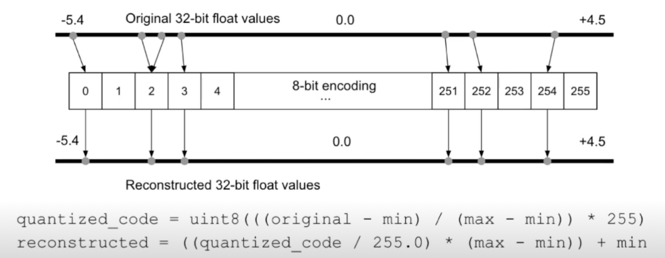 Original 32-bit float values
-5.4 0.0 +4.5
0 1 2 3 4 8-bit encoding ... 251 252 253 254 255
-5.4 0.0 +4.5
Reconstructed 32-bit float values
quantized_code = uint8(((original - min) / (max - min)) * 255)
reconstructed = ((quantized_code / 255.0) * (max - min)) + min